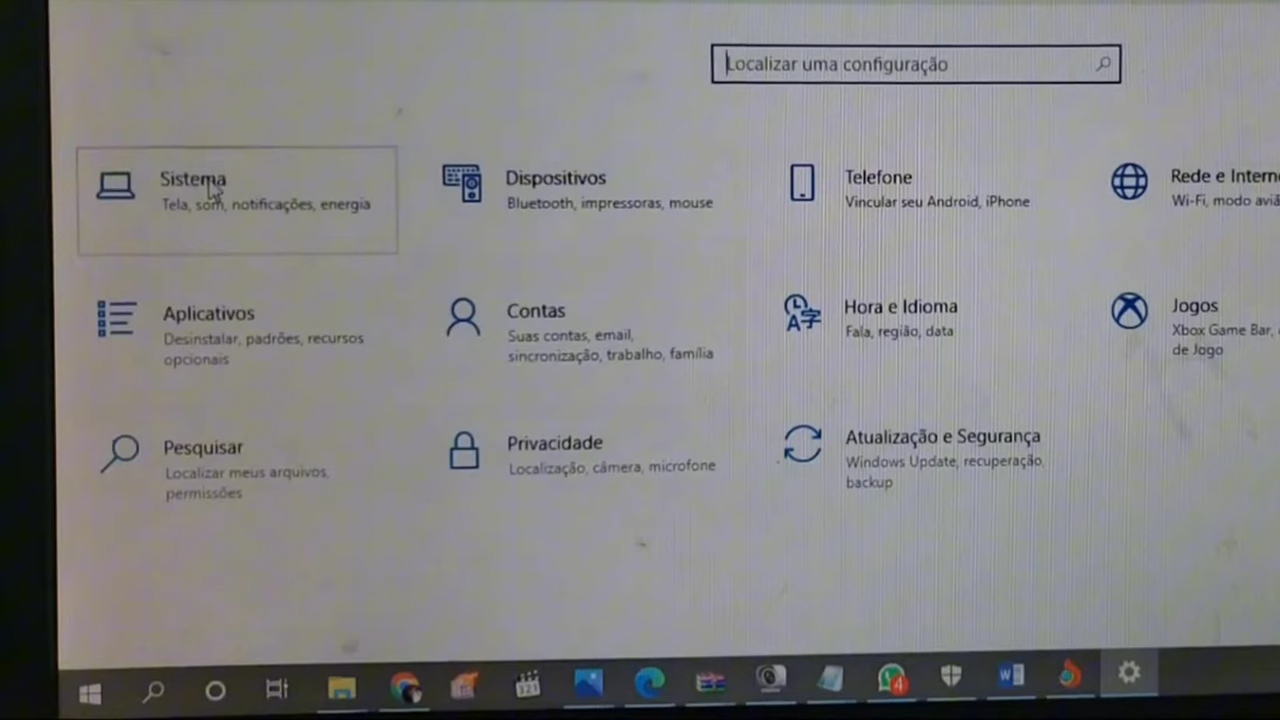 Localizar uma configuração
Sistema
Tela, som, notificações, energia
Dispositivos
Bluetooth, impressoras, mouse
Telefone
Vincular seu Android, iPhone
Rede e Intern
Wi-Fi, modo aviã
Aplicativos
Desinstalar, padrões, recursos
opcionais
Contas
Suas contas, email,
sincronização, trabalho, família
Hora e Idioma
Fala, região, data
Jogos
Xbox Game Bar,
de Jogo
Pesquisar
Localizar meus arquivos,
permissões
Privacidade
Localização, câmera, microfone
Atualização e Segurança
Windows Update, recuperação,
backup
321
4
W